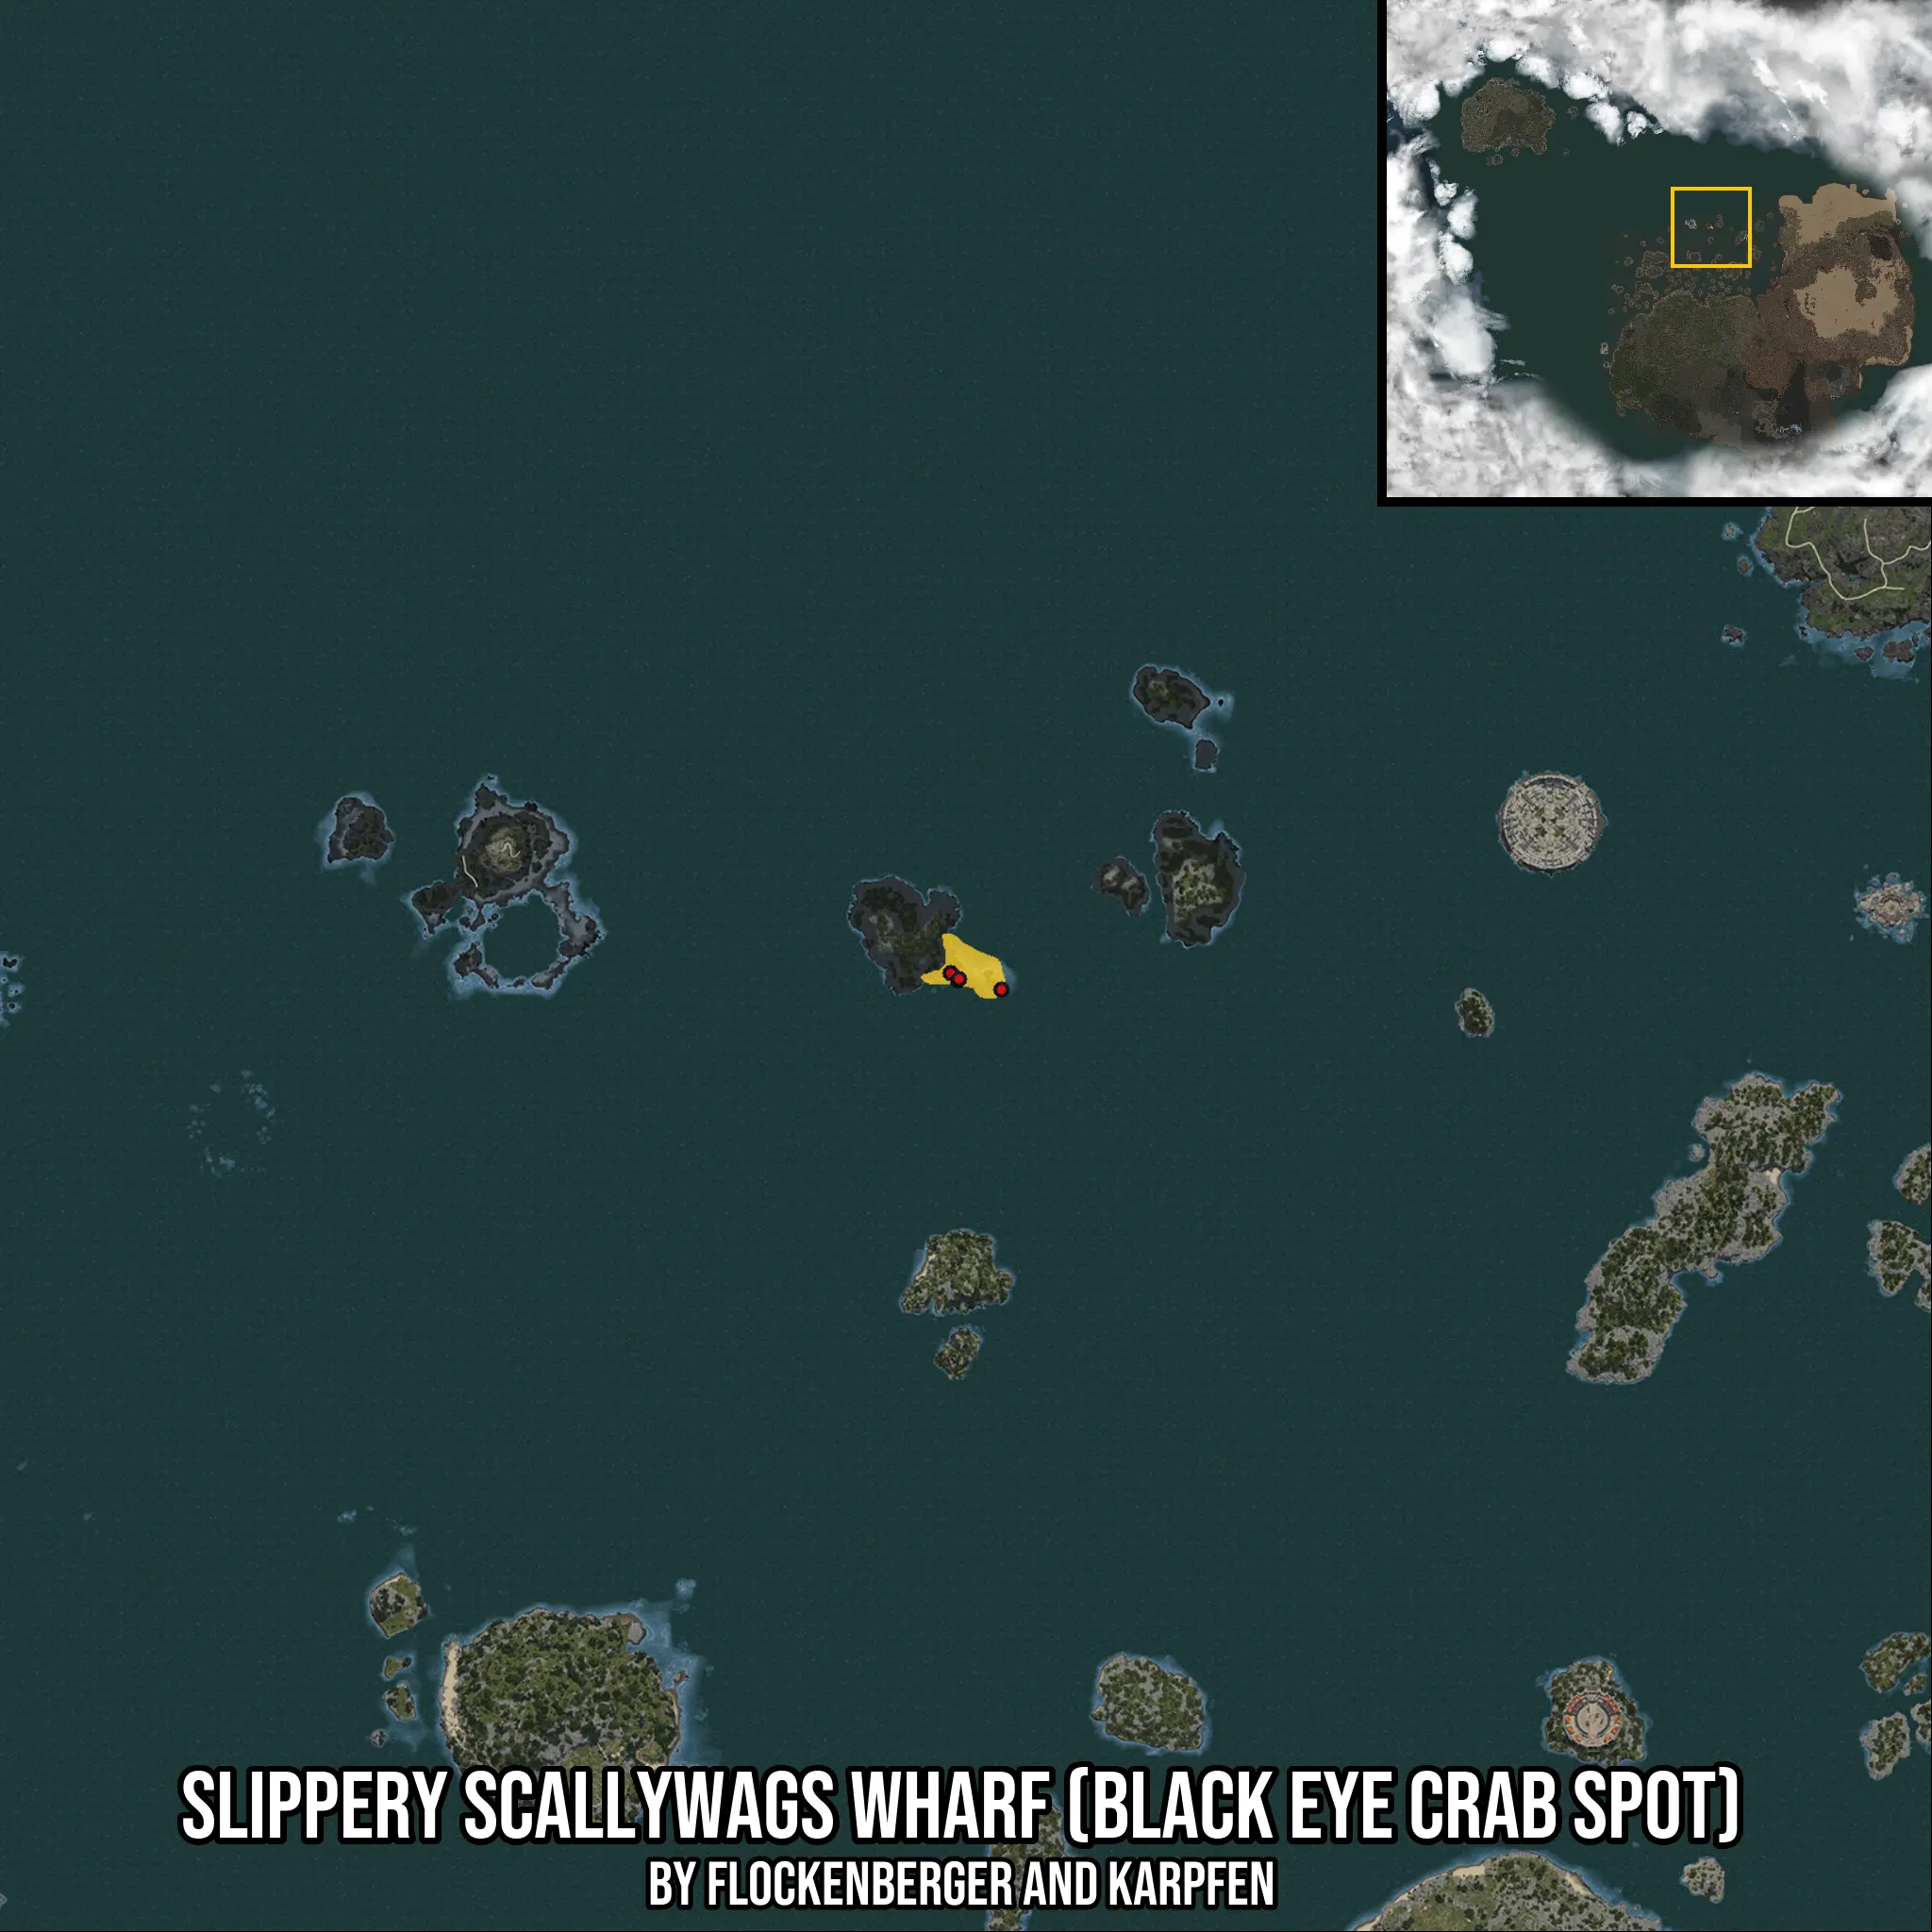 SLIPPERY SCALLYWAGS WHARF (BLACK EYE CRAB SPOT)
BY FLOCKENBERGER AND KARPFEN